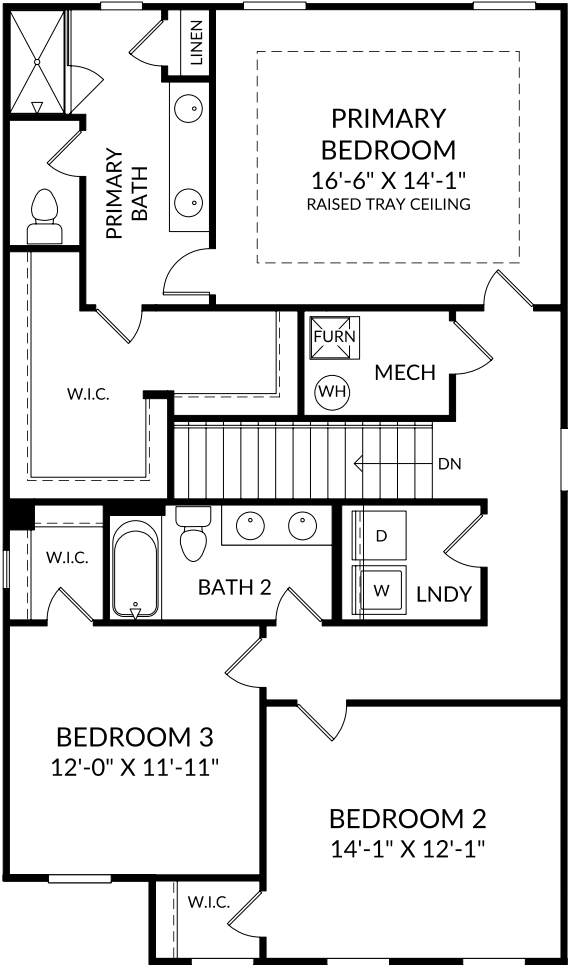 LINEN
PRIMARY
BEDROOM
16'-6" X 14'-1"
RAISED TRAY CEILING
PRIMARY
BATH
FURN
MECH
WH
W.I.C.
DN
D
W.I.C.
BATH 2
W
LNDY
BEDROOM 3
12'-0" X 11'-11"
BEDROOM 2
14'-1" X 12'-1"
W.I.C.